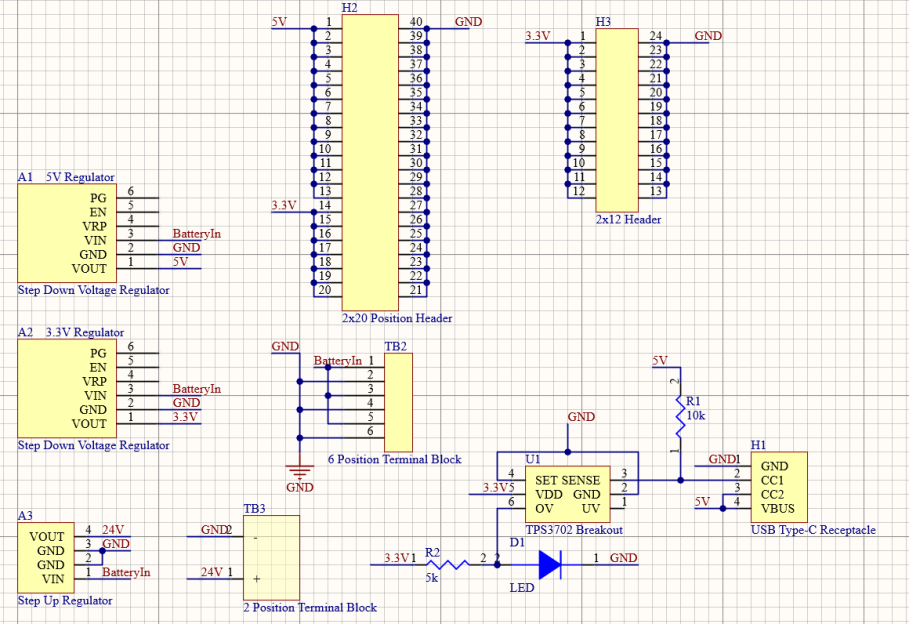 H2
5V
1
2
3
4
5
6
7
8
9
10
11
12
13
3.3V
14
15
16
17
18
19
20
40
39
38
37
36
35
34
33
32
31
30
29
28
27
26
25
24
23
22
21
GND
2x20 Position Header
H3
3.3V
1
2
3
4
5
6
7
8
9
10
11
12
24
23
22
21
20
19
18
17
16
15
14
13
GND
2x12 Header
A1 5V Regulator
PG 6
EN 5
VRP 4
VIN 3 BatteryIn
GND 2 GND
VOUT 1 5V
Step Down Voltage Regulator
A2 3.3V Regulator
PG 6
EN 5
VRP 4
VIN 3 BatteryIn
GND 2 GND
VOUT 1 3.3V
Step Down Voltage Regulator
GND
TB2
BatteryIn 1
2
3
4
5
6
6 Position Terminal Block
GND
A3
VOUT 4 24V
GND 3 GND
GND 2
VIN 1 BatteryIn
Step Up Regulator
TB3
GND 2 -
24V 1 +
2 Position Terminal Block
GND
U1
4 SET SENSE 3
3.3V 5 VDD GND 2
6 OV UV 1
TPS3702 Breakout
5V
2
R1
10k
1
H1
GND 1 GND
2 CC1
3 CC2
5V 4 VBUS
USB Type-C Receptacle
3.3V 1 R2 2
5k
D1
2 1 GND
LED